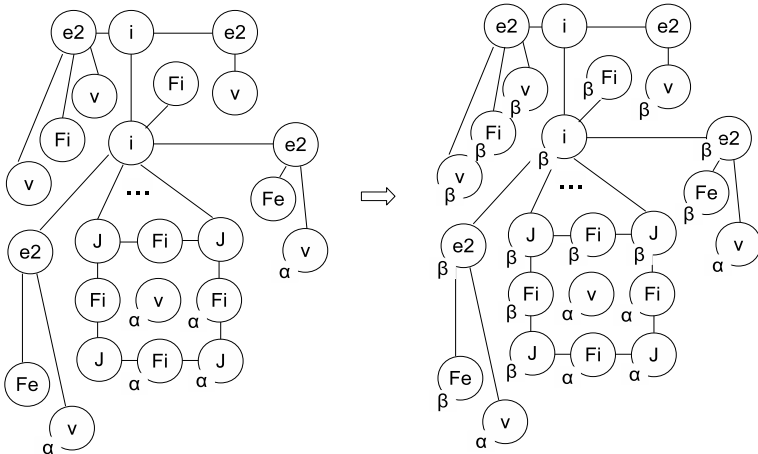 e2 i e2 e2 i e2
Fi β Fi
v v β v β v
Fi β Fi
i e2 i β β e2
v β v
Fe β Fe
...  ...
J Fi J J β Fi β J β
e2 α v e2 β α v
Fi α v α Fi β Fi α v Fi
J α Fi α J β J α Fi α J
Fe β Fe
α v α v